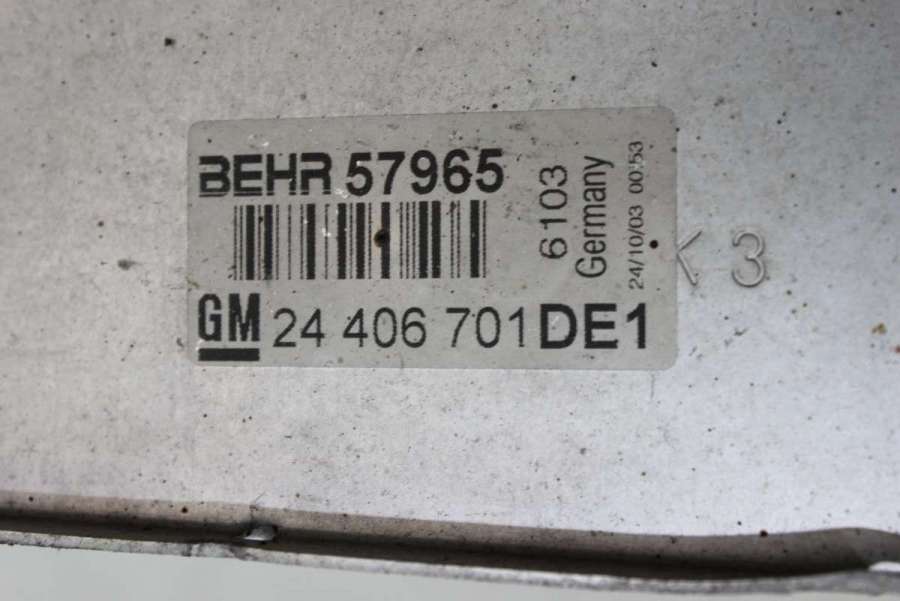 BEHR 57965
6103
Germany
24/10/03 00:53
GM 24 406 701 DE1
K 3